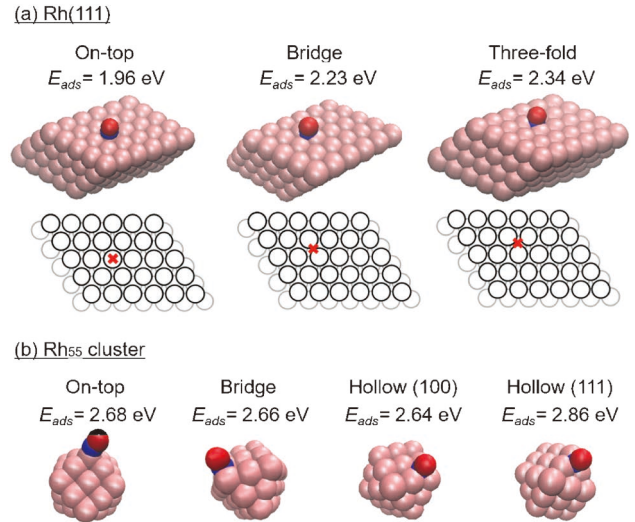 (a) Rh(111)
On-top Bridge Three-fold
Eads= 1.96 eV Eads= 2.23 eV Eads= 2.34 eV
(b) Rh55 cluster
On-top Bridge Hollow (100) Hollow (111)
Eads= 2.68 eV Eads= 2.66 eV Eads= 2.64 eV Eads= 2.86 eV